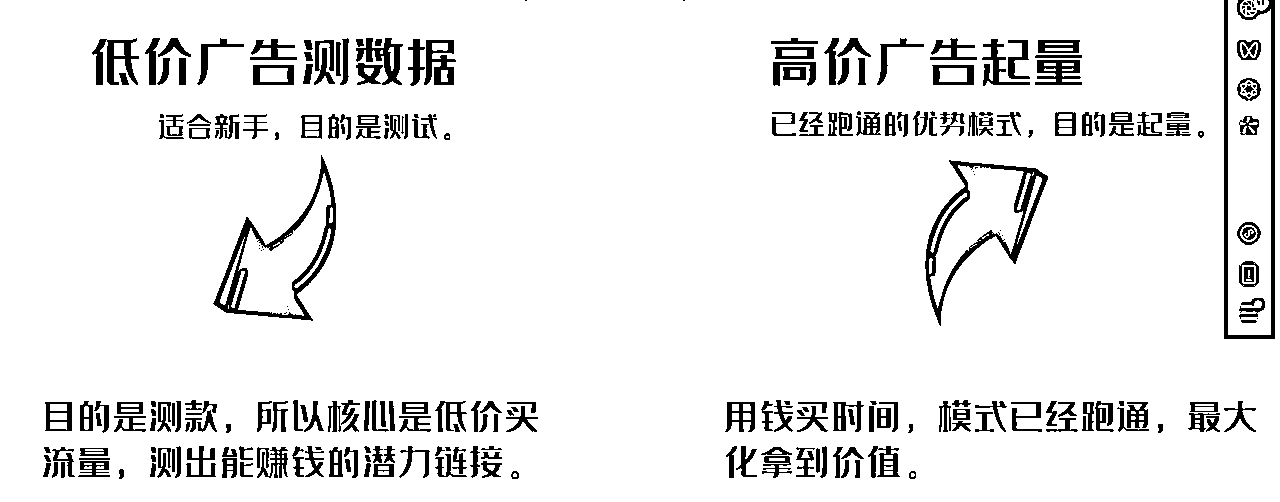 低价广告测数据
适合新手，目的是测试。
目的是测款，所以核心是低价买
流量，测出能赚钱的潜力链接。
高价广告起量
已经跑通的优势模式，目的是起量。
用钱买时间，模式已经跑通，最大
化拿到价值。